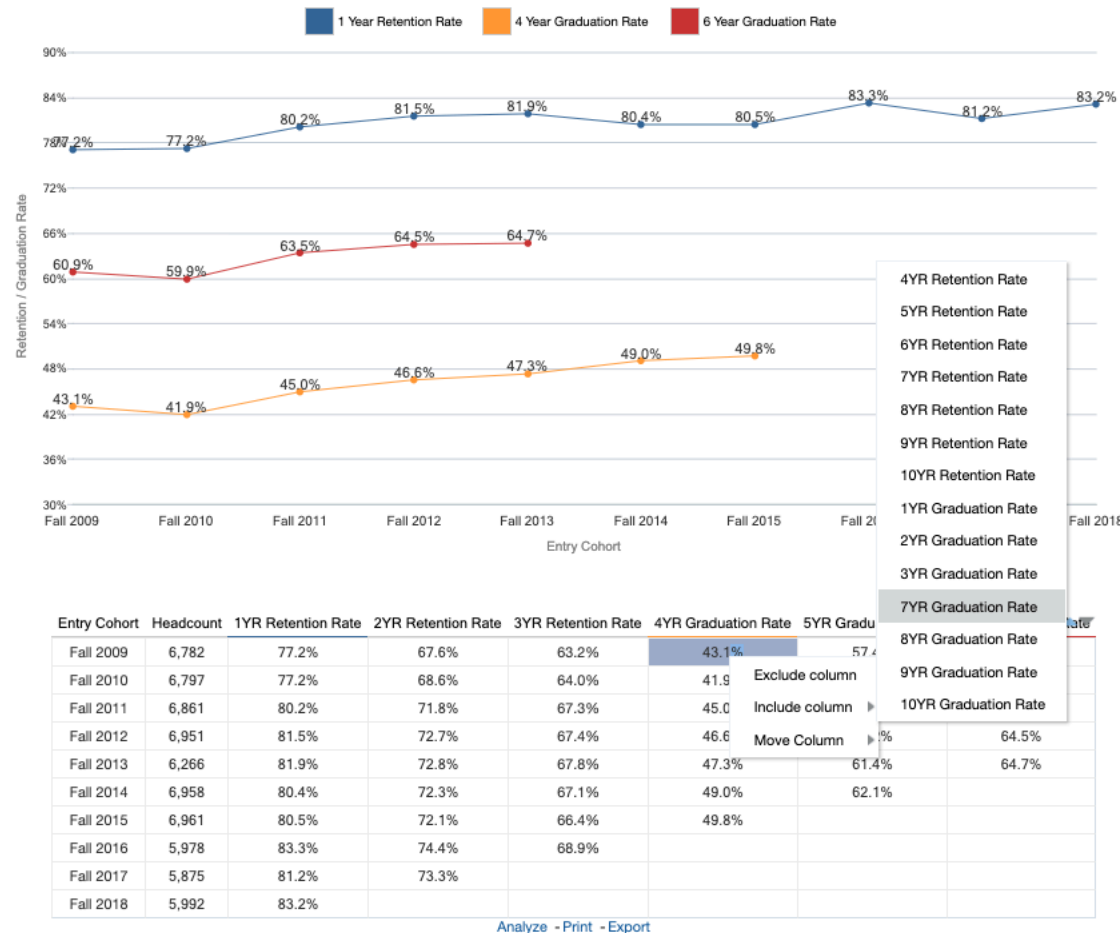 1 Year Retention Rate 4 Year Graduation Rate 6 Year Graduation Rate
90%
84%
78%
72%
66%
60%
54%
48%
42%
36%
30%
Retention / Graduation Rate
77.2% 77.2% 80.2% 81.5% 81.9% 80.4% 80.5% 83.3% 81.2% 83.2%
60.9% 59.9% 63.5% 64.5% 64.7%
43.1% 41.9% 45.0% 46.6% 47.3% 49.0% 49.8%
Fall 2009 Fall 2010 Fall 2011 Fall 2012 Fall 2013 Fall 2014 Fall 2015 Fall 2018
Entry Cohort
4YR Retention Rate
5YR Retention Rate
6YR Retention Rate
7YR Retention Rate
8YR Retention Rate
9YR Retention Rate
10YR Retention Rate
1YR Graduation Rate
2YR Graduation Rate
3YR Graduation Rate
7YR Graduation Rate
8YR Graduation Rate
9YR Graduation Rate
10YR Graduation Rate
Exclude column
Include column
Move Column
Entry Cohort Headcount 1YR Retention Rate 2YR Retention Rate 3YR Retention Rate 4YR Graduation Rate 5YR
Fall 2009 6,782 77.2% 67.6% 63.2% 43.1%
Fall 2010 6,797 77.2% 68.6% 64.0% 41.9
Fall 2011 6,861 80.2% 71.8% 67.3% 45.0
Fall 2012 6,951 81.5% 72.7% 67.4% 46.6 64.5%
Fall 2013 6,266 81.9% 72.8% 67.8% 47.3% 61.4% 64.7%
Fall 2014 6,958 80.4% 72.3% 67.1% 49.0% 62.1%
Fall 2015 6,961 80.5% 72.1% 66.4% 49.8%
Fall 2016 5,978 83.3% 74.4% 68.9%
Fall 2017 5,875 81.2% 73.3%
Fall 2018 5,992 83.2%
Analyze - Print - Export